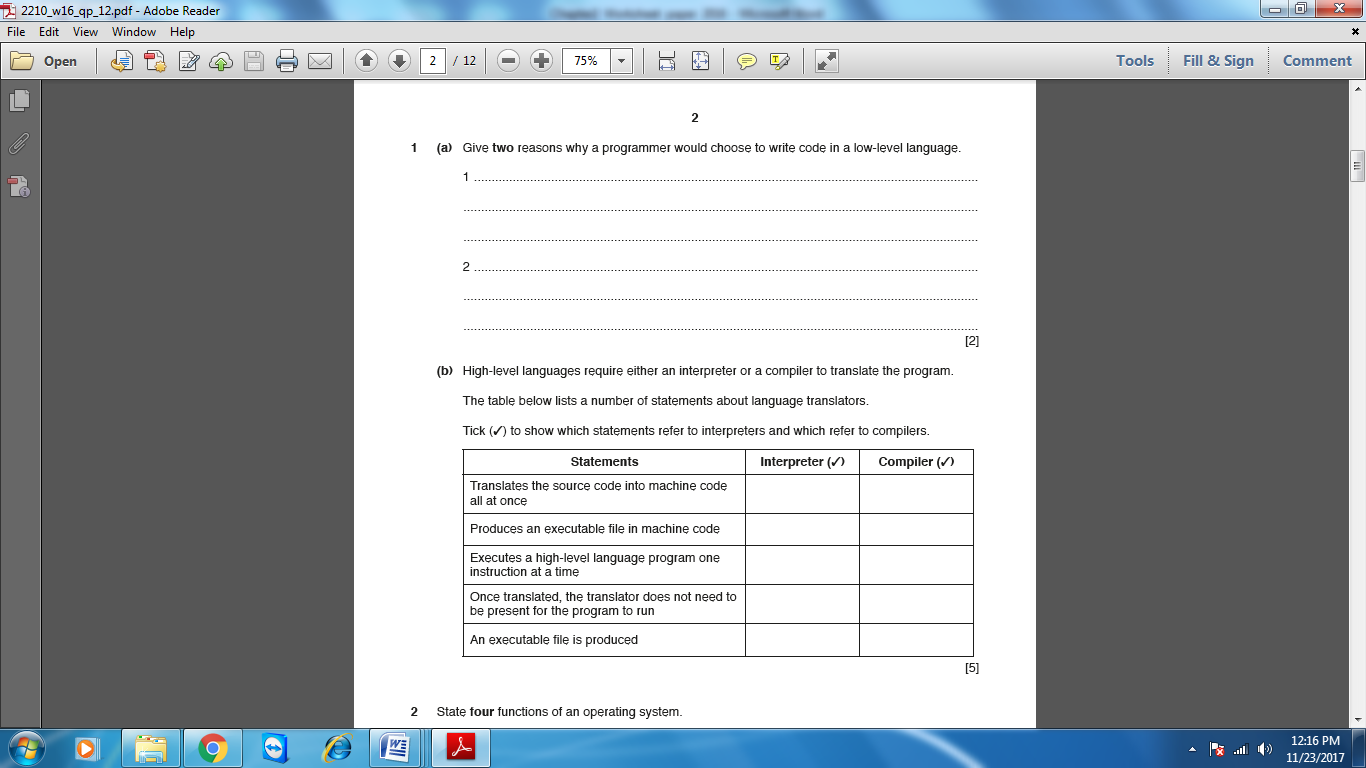 2210_w16_qp_12.pdf - Adobe Reader
File Edit View Window Help
Open 2 / 12 75% Tools Fill & Sign Comment
2
1 (a) Give two reasons why a programmer would choose to write code in a low-level language.
1 ..........
..........
..........
2 ..........
..........
..........
[2]
(b) High-level languages require either an interpreter or a compiler to translate the program.
The table below lists a number of statements about language translators.
Tick (✓) to show which statements refer to interpreters and which refer to compilers.
Statements Interpreter (✓) Compiler (✓)
Translates the source code into machine code
all at once
Produces an executable file in machine code
Executes a high-level language program one
instruction at a time
Once translated, the translator does not need to
be present for the program to run
An executable file is produced
[5]
2 State four functions of an operating system.
12:16 PM
11/23/2017